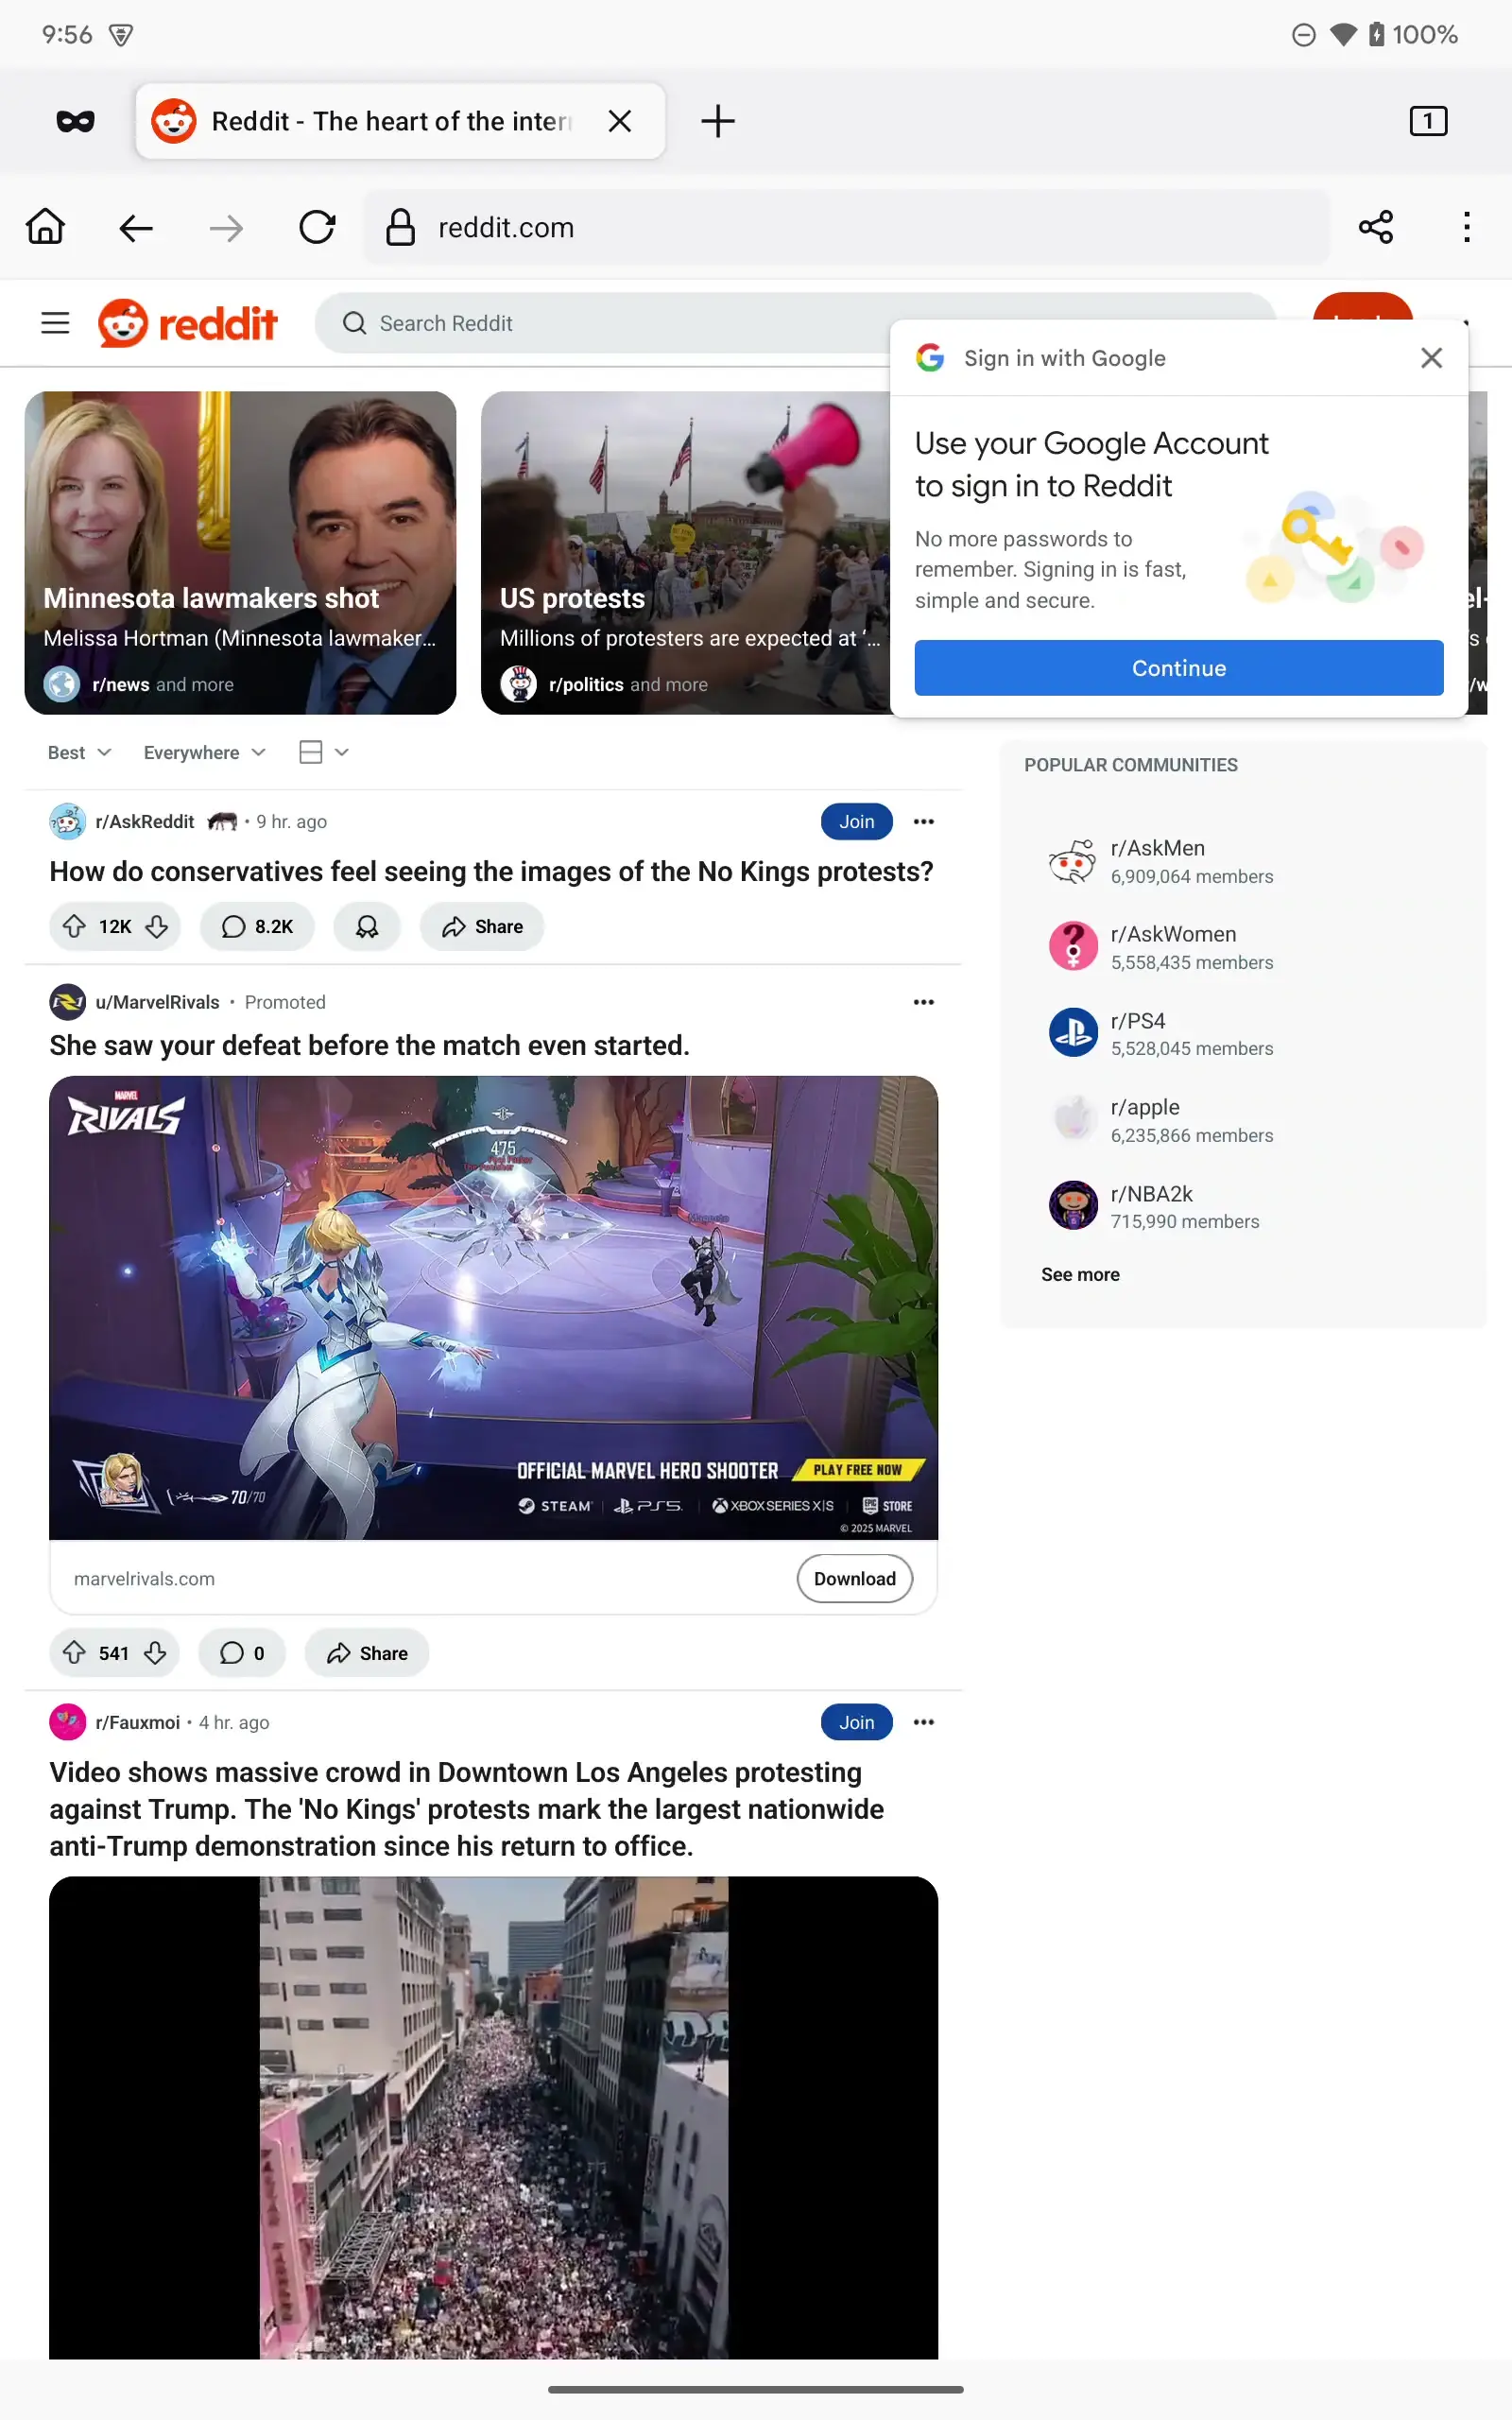 9:56
100%
Reddit - The heart of the inter
1
reddit.com
reddit
Search Reddit
Sign in with Google
Use your Google Account
to sign in to Reddit
No more passwords to
remember. Signing in is fast,
simple and secure.
Continue
Minnesota lawmakers shot
Melissa Hortman (Minnesota lawmaker...
r/news and more
US protests
Millions of protesters are expected at ‘...
r/politics and more
Best
Everywhere
r/AskReddit • 9 hr. ago
Join
How do conservatives feel seeing the images of the No Kings protests?
12K
8.2K
Share
u/MarvelRivals • Promoted
She saw your defeat before the match even started.
MARVEL
RIVALS
475
Magneto
70/70
OFFICIAL MARVEL HERO SHOOTER
PLAY FREE NOW
STEAM
PS5
XBOX SERIES X|S
EPIC
STORE
© 2025 MARVEL
marvelrivals.com
Download
541
0
Share
r/Fauxmoi • 4 hr. ago
Join
Video shows massive crowd in Downtown Los Angeles protesting
against Trump. The 'No Kings' protests mark the largest nationwide
anti-Trump demonstration since his return to office.
POPULAR COMMUNITIES
r/AskMen
6,909,064 members
r/AskWomen
5,558,435 members
r/PS4
5,528,045 members
r/apple
6,235,866 members
r/NBA2k
715,990 members
See more